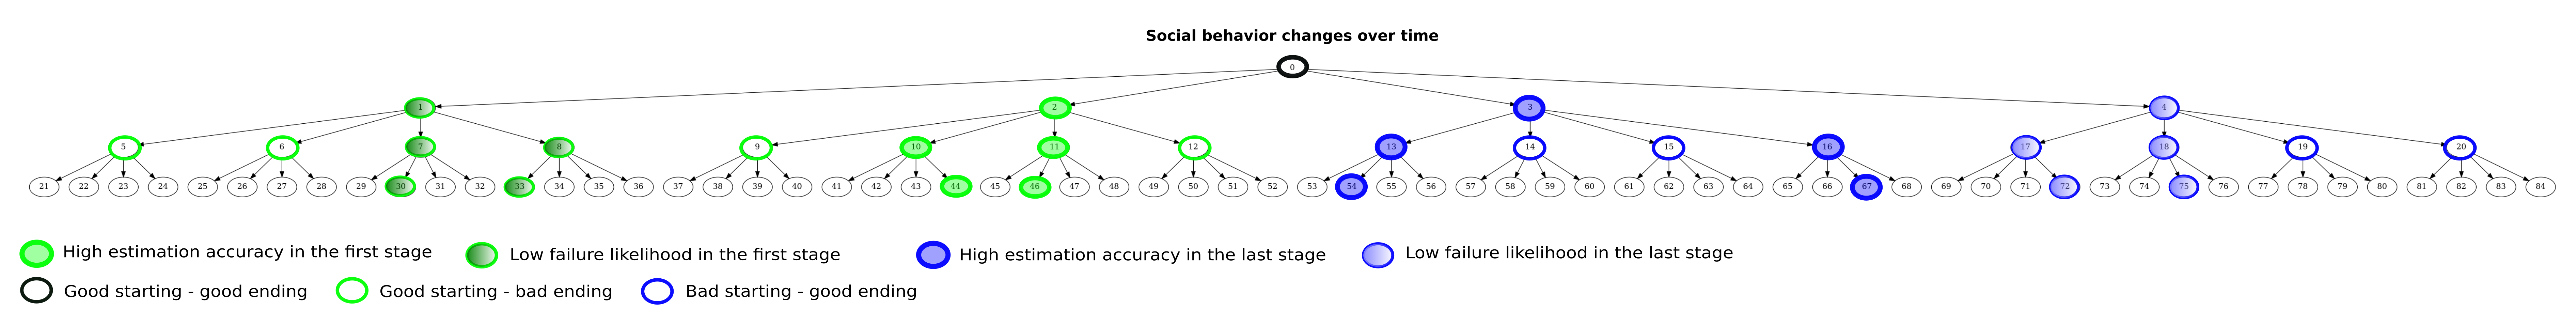 Social behavior changes over time
0
1 2 3 4
5 6 7 8 9 10 11 12 13 14 15 16 17 18 19 20
21 22 23 24 25 26 27 28 29 30 31 32 33 34 35 36 37 38 39 40 41 42 43 44 45 46 47 48 49 50 51 52 53 54 55 56 57 58 59 60 61 62 63 64 65 66 67 68 69 70 71 72 73 74 75 76 77 78 79 80 81 82 83 84
High estimation accuracy in the first stage Low failure likelihood in the first stage High estimation accuracy in the last stage Low failure likelihood in the last stage
Good starting - good ending Good starting - bad ending Bad starting - good ending